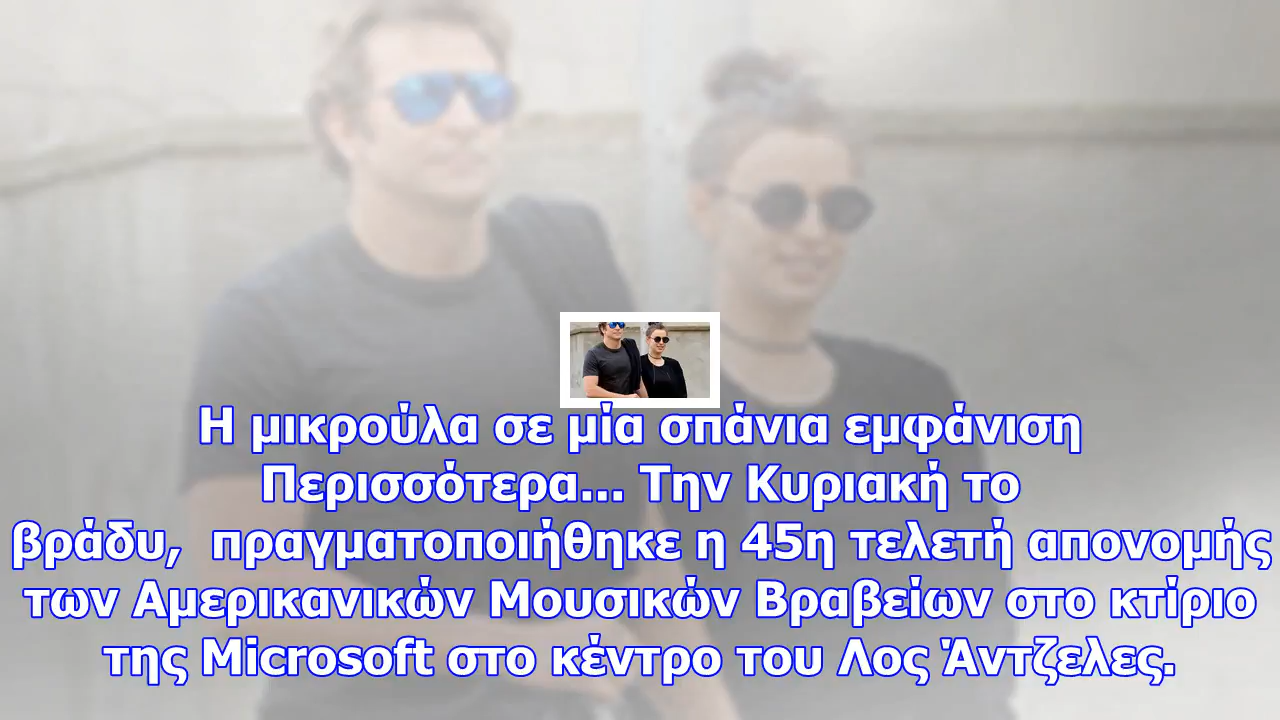 Η μικρούλα σε μία σπάνια εμφάνιση
Περισσότερα... Την Κυριακή το
βράδυ,  πραγματοποιήθηκε η 45η τελετή απονομής
των Αμερικανικών Μουσικών Βραβείων στο κτίριο
της Microsoft στο κέντρο του Λος Άντζελες.